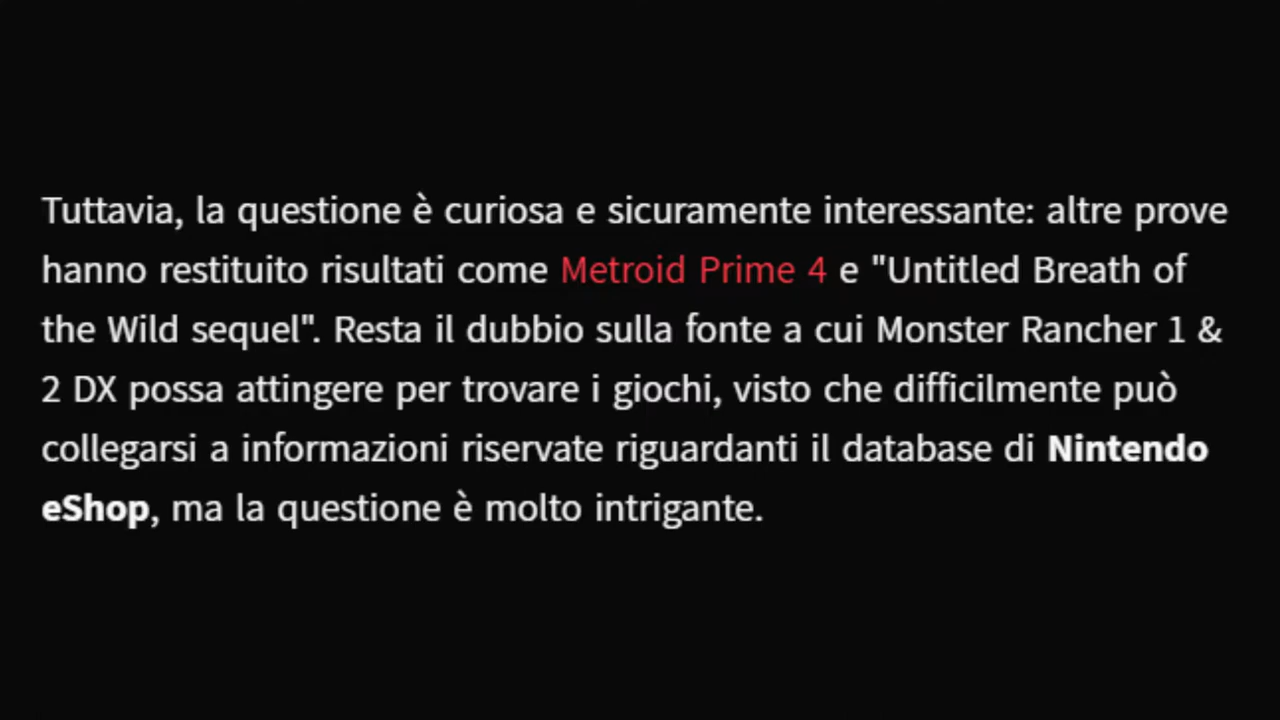 Tuttavia, la questione è curiosa e sicuramente interessante: altre prove
hanno restituito risultati come Metroid Prime 4 e "Untitled Breath of
the Wild sequel". Resta il dubbio sulla fonte a cui Monster Rancher 1 &
2 DX possa attingere per trovare i giochi, visto che difficilmente può
collegarsi a informazioni riservate riguardanti il database di Nintendo
eShop, ma la questione è molto intrigante.